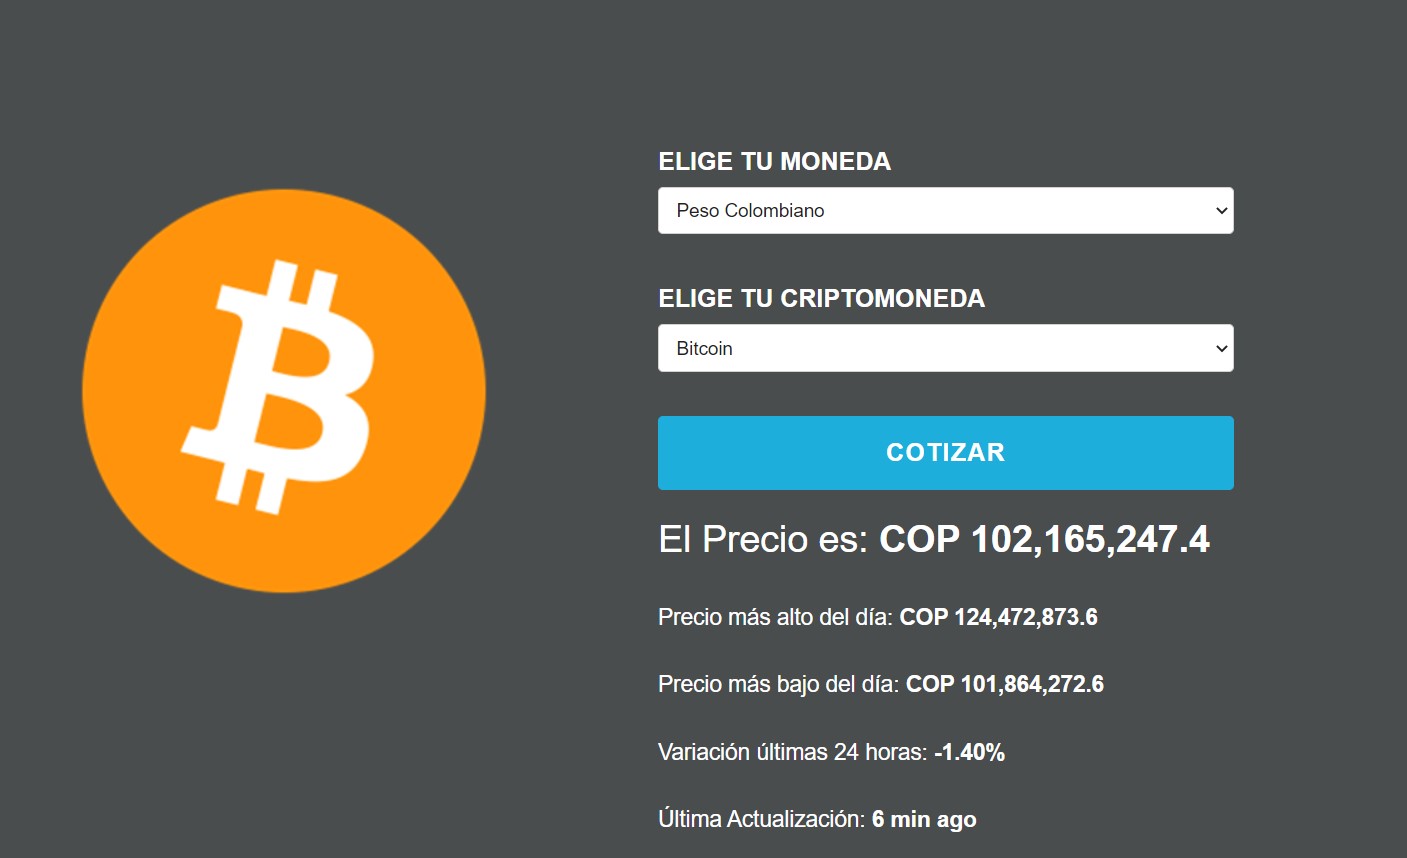 ELIGE TU MONEDA
Peso Colombiano
ELIGE TU CRIPTOMONEDA
Bitcoin
COTIZAR
El Precio es: COP 102,165,247.4
Precio más alto del día: COP 124,472,873.6
Precio más bajo del día: COP 101,864,272.6
Variación últimas 24 horas: -1.40%
Última Actualización: 6 min ago